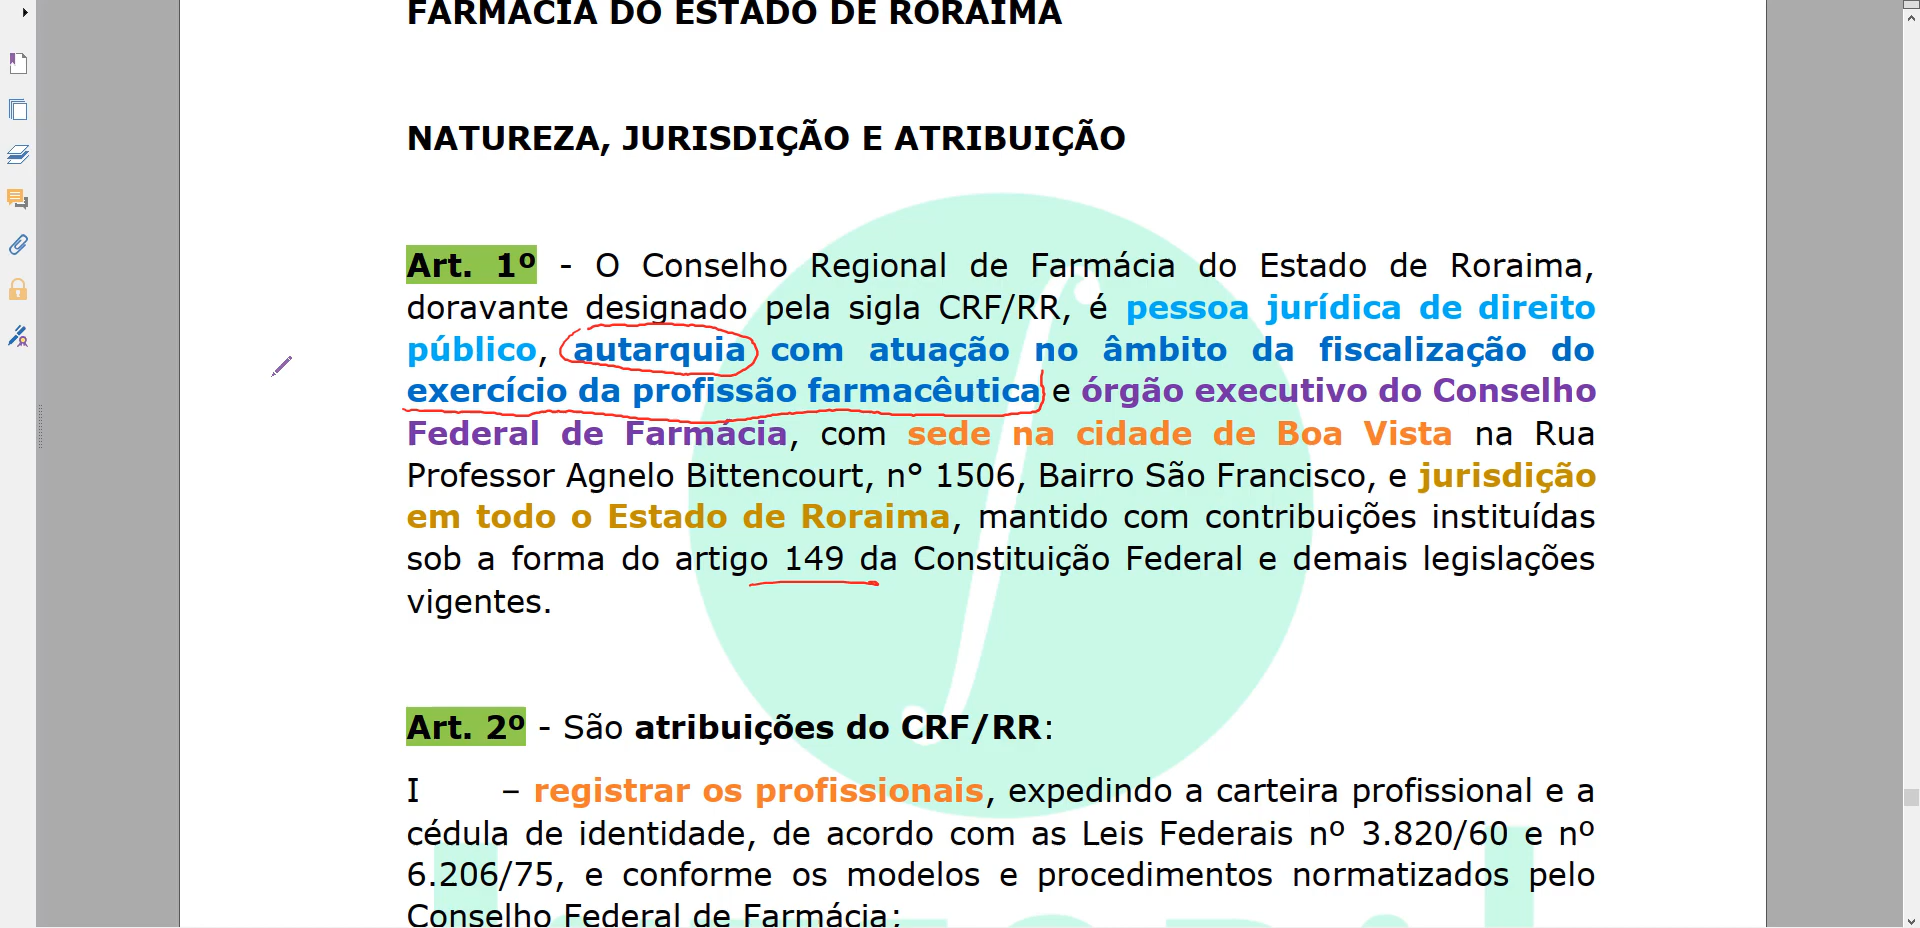 FARMÁCIA DO ESTADO DE RORAIMA
NATUREZA, JURISDIÇÃO E ATRIBUIÇÃO
Art. 1º - O Conselho Regional de Farmácia do Estado de Roraima,
doravante designado pela sigla CRF/RR, é pessoa jurídica de direito
público, autarquia com atuação no âmbito da fiscalização do
exercício da profissão farmacêutica e órgão executivo do Conselho
Federal de Farmácia, com sede na cidade de Boa Vista na Rua
Professor Agnelo Bittencourt, n° 1506, Bairro São Francisco, e jurisdição
em todo o Estado de Roraima, mantido com contribuições instituídas
sob a forma do artigo 149 da Constituição Federal e demais legislações
vigentes.
Art. 2º - São atribuições do CRF/RR:
I – registrar os profissionais, expedindo a carteira profissional e a
cédula de identidade, de acordo com as Leis Federais nº 3.820/60 e nº
6.206/75, e conforme os modelos e procedimentos normatizados pelo
Conselho Federal de Farmácia;